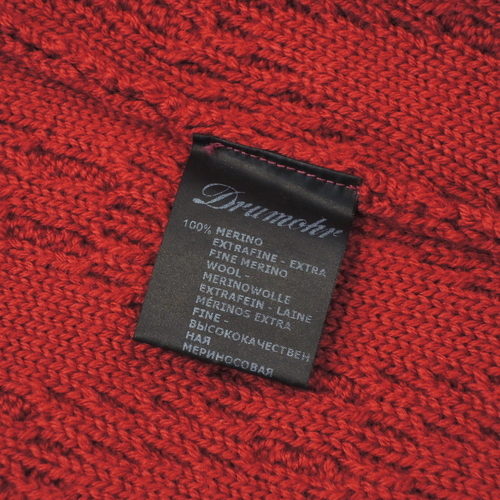 Drumohr
100% MERINO
EXTRAFINE - EXTRA
FINE MERINO
WOOL -
MERINOWOLLE
EXTRAFEIN - LAINE
MÉRINOS EXTRA
FINE -
ВЫСОКОКАЧЕСТВЕН
НАЯ
МЕРИНОСОВАЯ